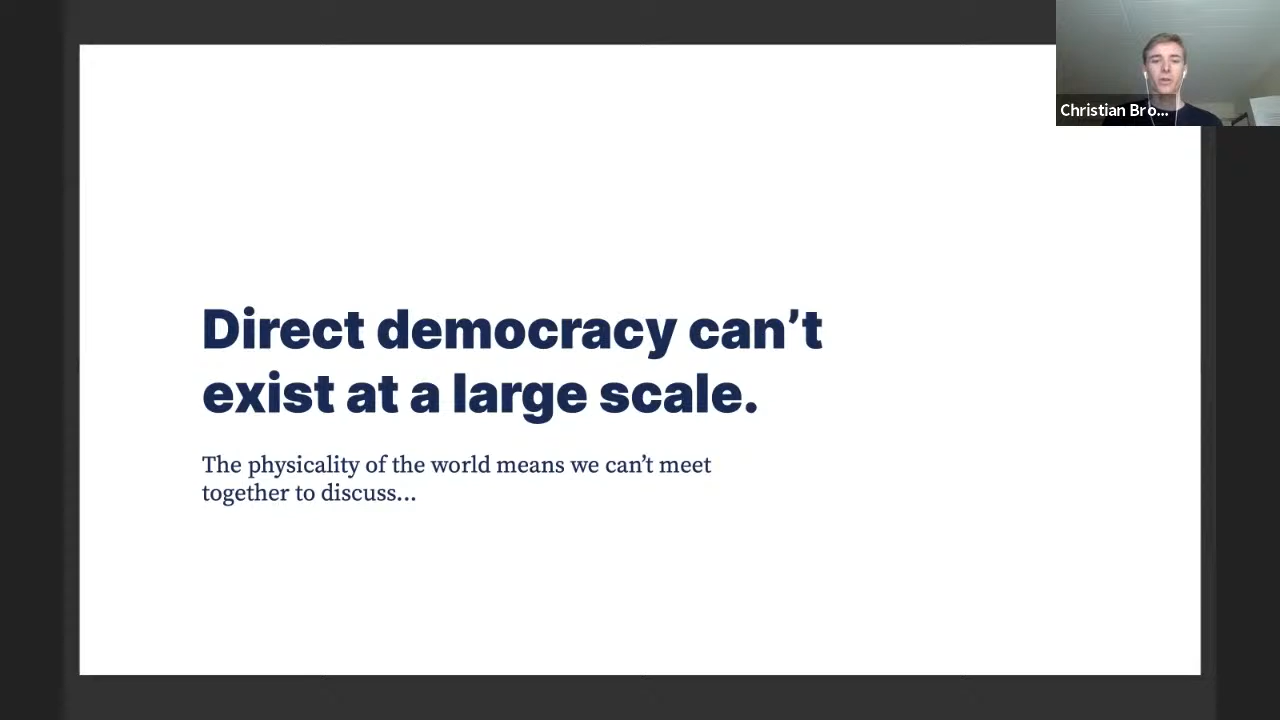 Direct democracy can’t
exist at a large scale.
The physicality of the world means we can’t meet
together to discuss…
Christian Bro...